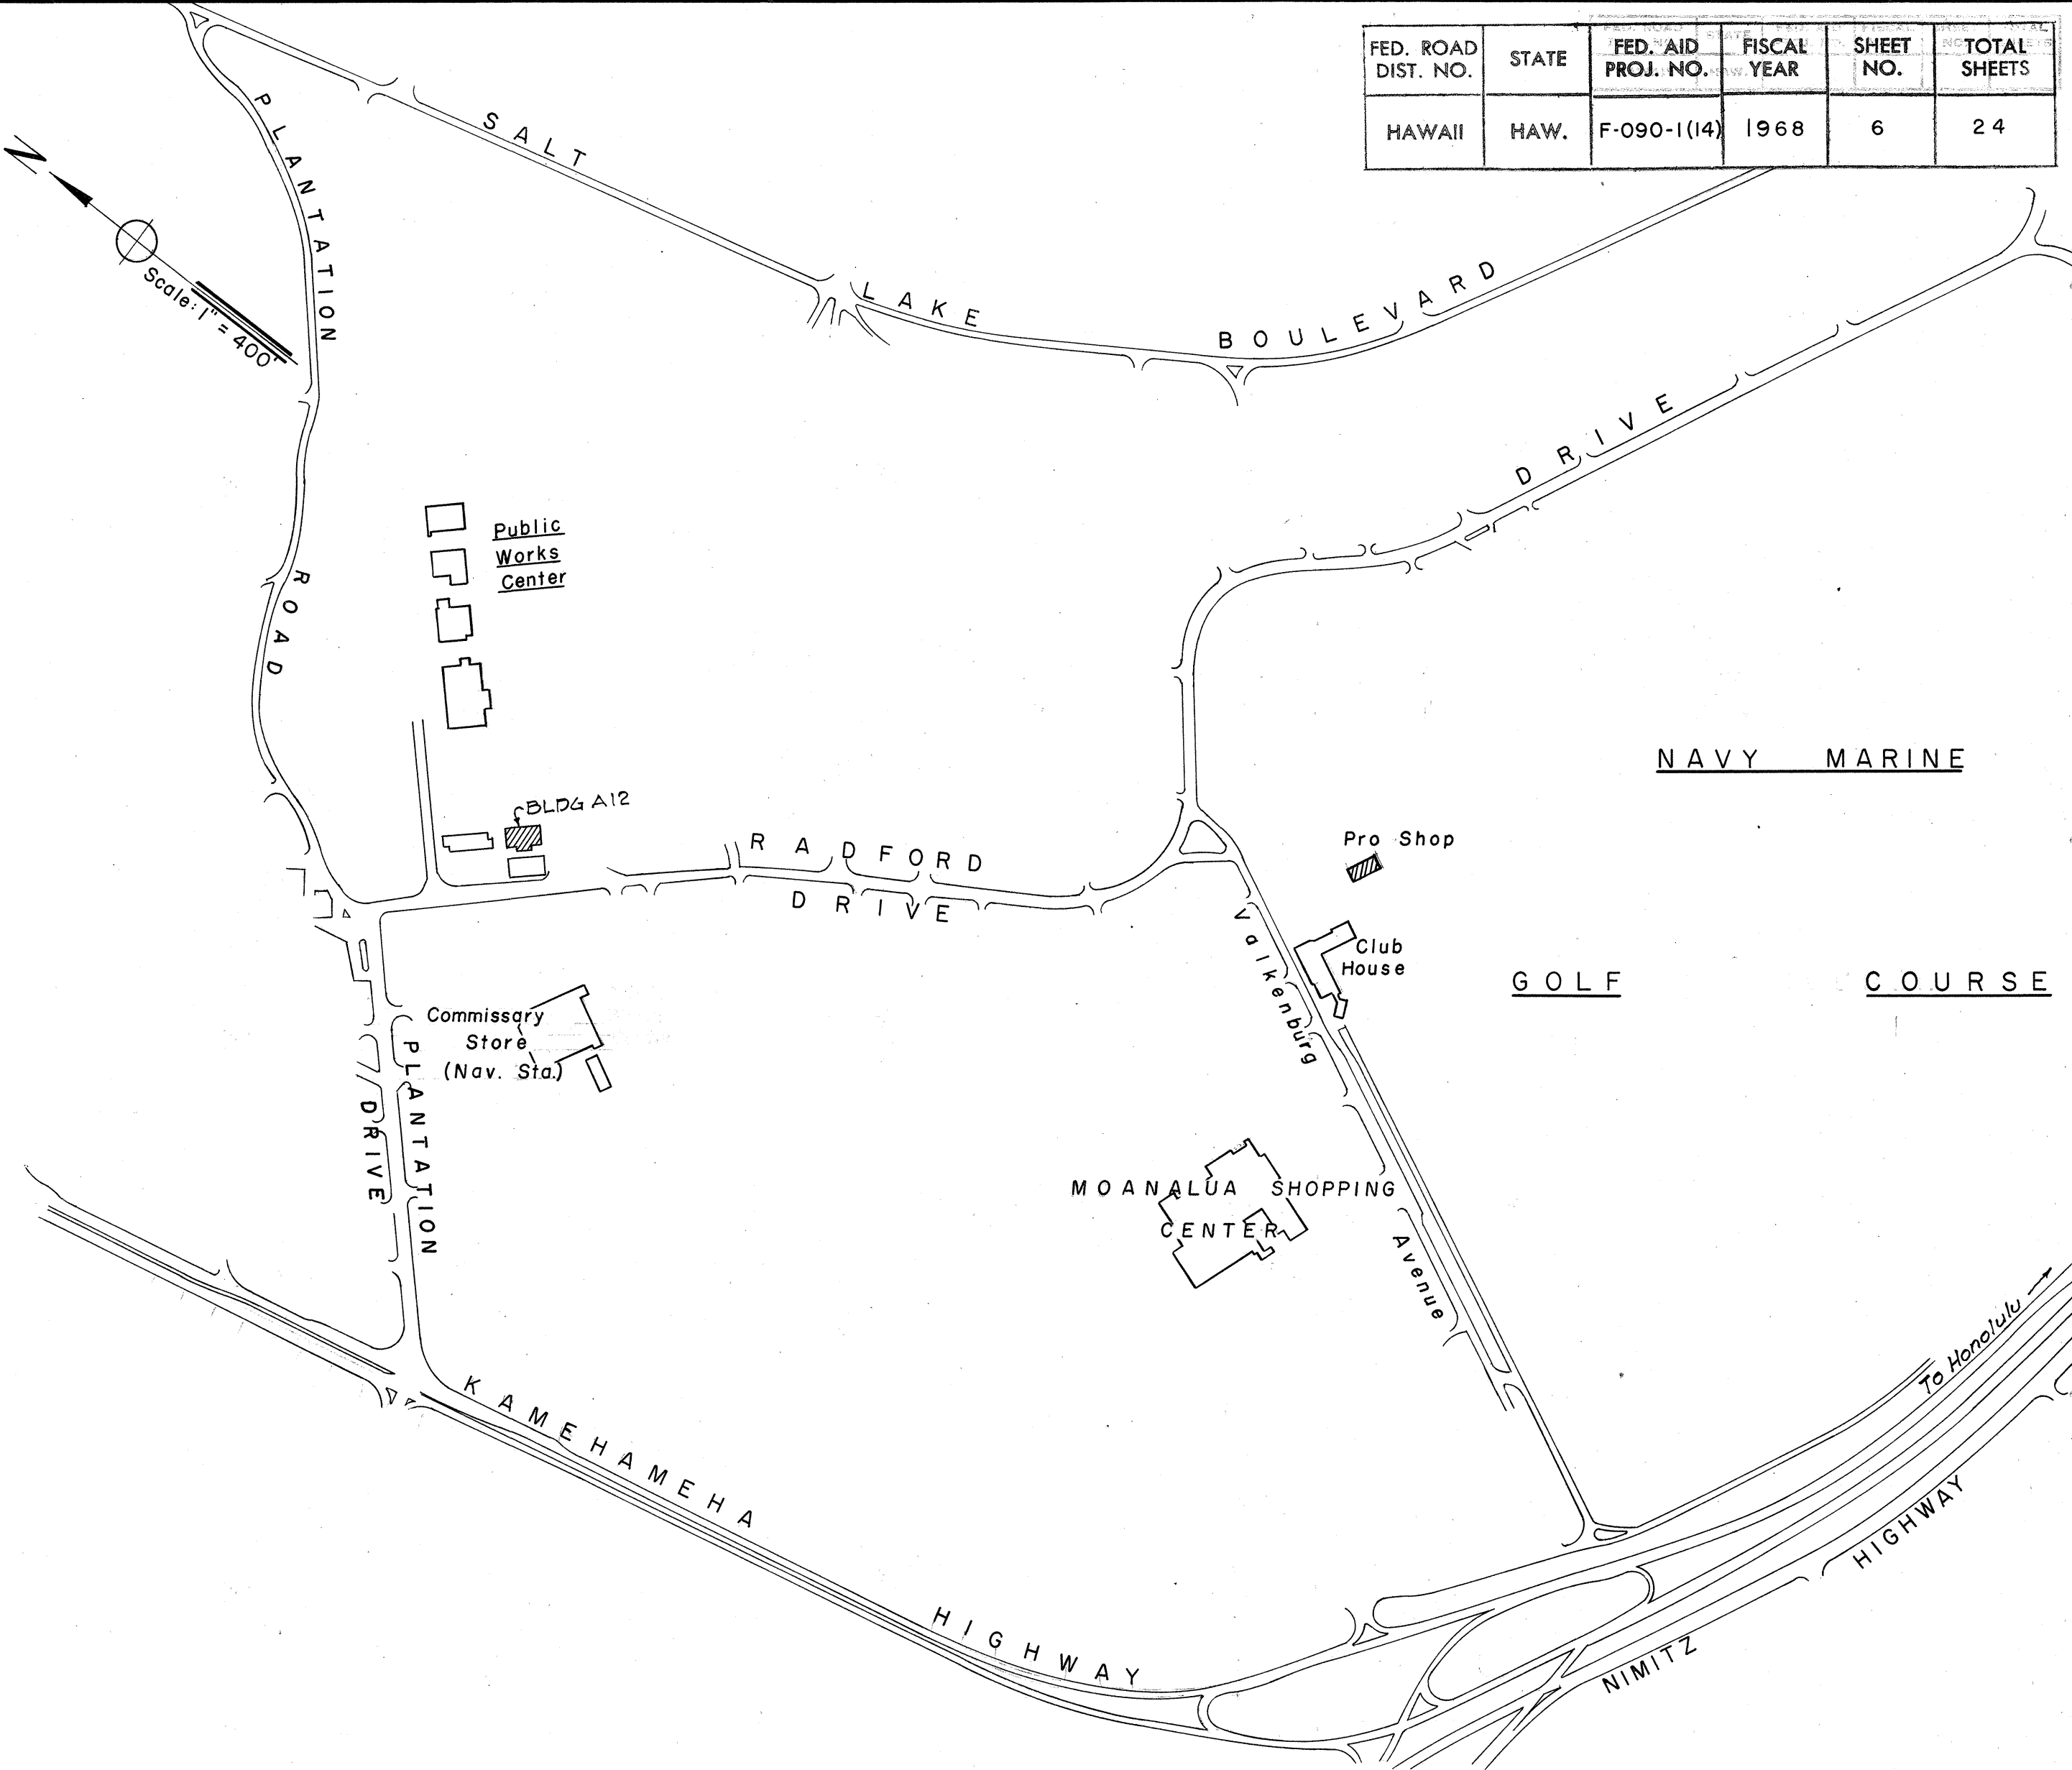 FED. ROAD DIST. NO. STATE FED. AID PROJ. NO. FISCAL YEAR SHEET NO. TOTAL SHEETS
HAWAII HAW. F-090-1(14) 1968 6 24
N
Scale: 1" = 400'
PLANTATION
ROAD
SALT
LAKE
BOULEVARD
DRIVE
Public
Works
Center
BLDG A12
RADFORD
DRIVE
NAVY MARINE
GOLF COURSE
Pro Shop
Club
House
Valkenburg
Avenue
Commissary
Store
(Nav. Sta.)
PLANTATION
DRIVE
MOANALUA SHOPPING
CENTER
To Honolulu
KAMEHAMEHA
HIGHWAY
NIMITZ
HIGHWAY